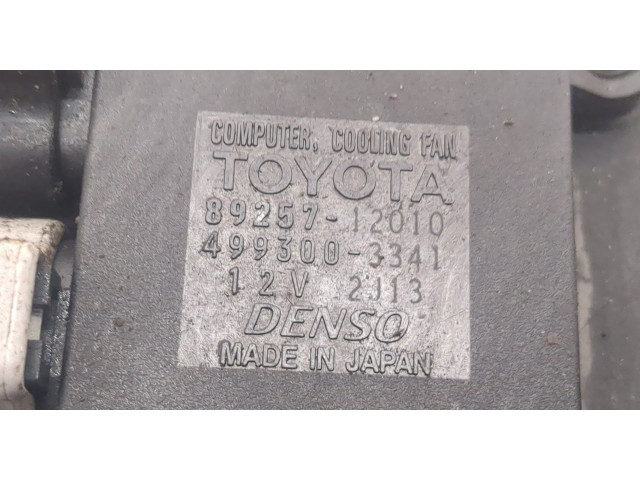 COMPUTER, COOLING FAN
TOYOTA
89257-12010
499300-3341
12V 2J13
DENSO
MADE IN JAPAN